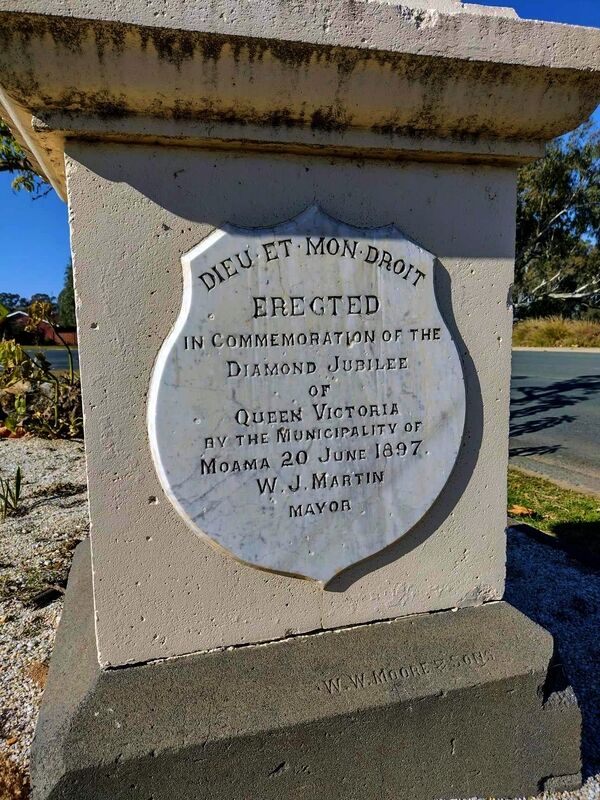 DIEU·ET·MON·DROIT
ERECTED
IN COMMEMORATION OF THE
DIAMOND JUBILEE
OF
QUEEN VICTORIA
BY THE MUNICIPALITY OF
MOAMA 20 JUNE 1897.
W. J. MARTIN
MAYOR
W. W. MOORE & SONS